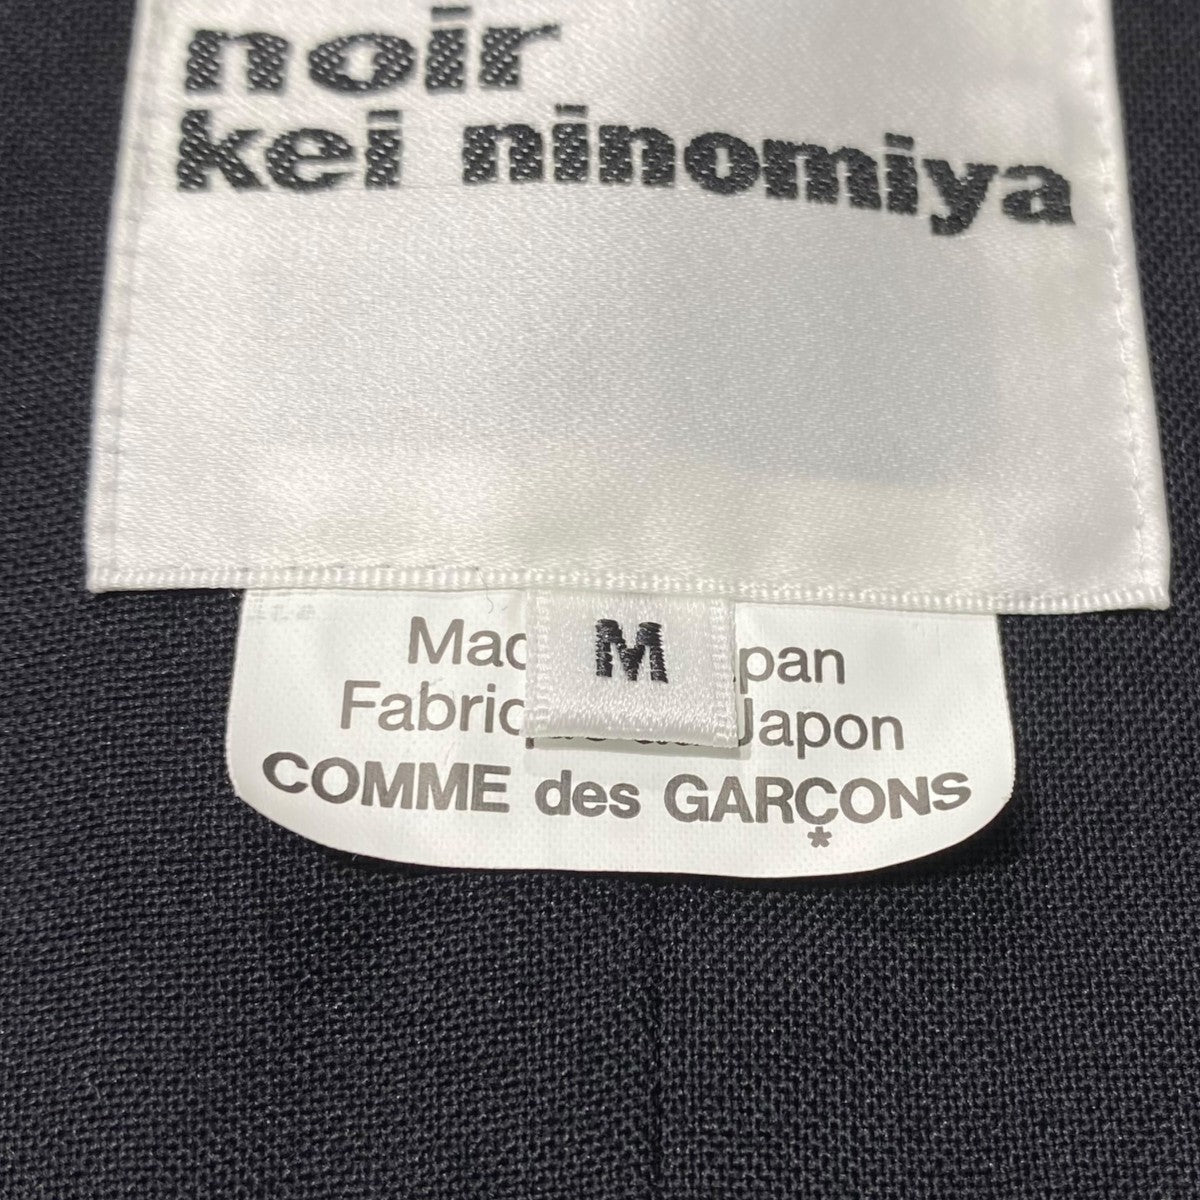 noir
kei ninomiya
M
Mac pan
Fabric Japon
COMME des GARÇONS
*